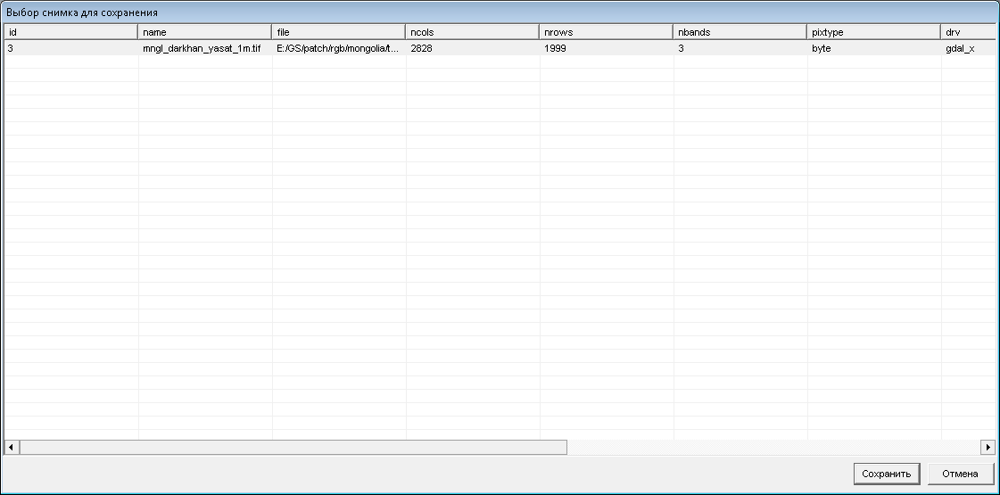 Выбор снимка для сохранения
id name file ncols nrows nbands pixtype drv
3 mngl_darkhan_yasat_1m.tif E:/GS/patch/rgb/mongolia/t... 2828 1999 3 byte gdal_x
Сохранить Отмена